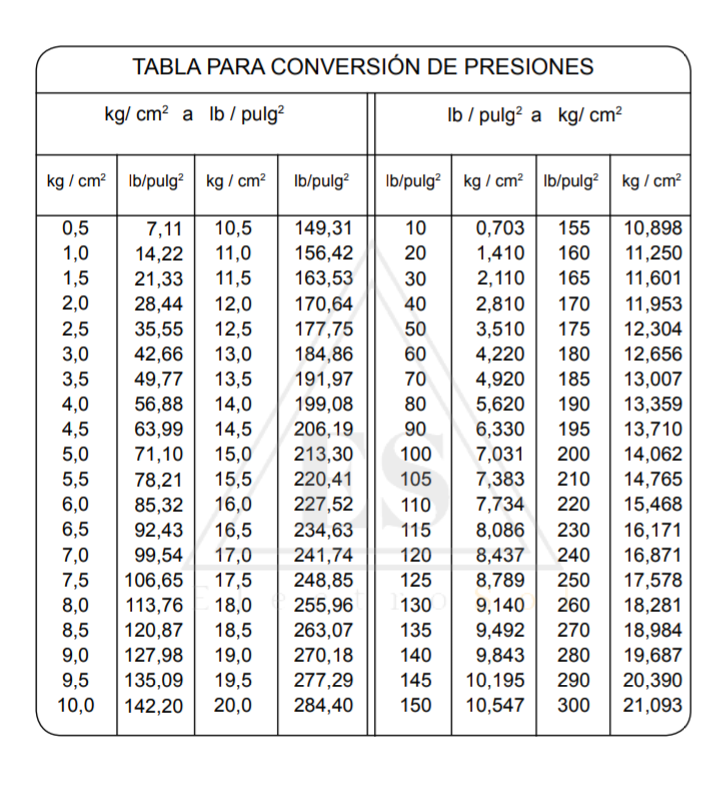 TABLA PARA CONVERSIÓN DE PRESIONES
kg/ cm² a lb / pulg² lb / pulg² a kg/ cm²
kg / cm² lb/pulg² kg / cm² lb/pulg² lb/pulg² kg / cm² lb/pulg² kg / cm²
0,5 7,11 10,5 149,31 10 0,703 155 10,898
1,0 14,22 11,0 156,42 20 1,410 160 11,250
1,5 21,33 11,5 163,53 30 2,110 165 11,601
2,0 28,44 12,0 170,64 40 2,810 170 11,953
2,5 35,55 12,5 177,75 50 3,510 175 12,304
3,0 42,66 13,0 184,86 60 4,220 180 12,656
3,5 49,77 13,5 191,97 70 4,920 185 13,007
4,0 56,88 14,0 199,08 80 5,620 190 13,359
4,5 63,99 14,5 206,19 90 6,330 195 13,710
5,0 71,10 15,0 213,30 100 7,031 200 14,062
5,5 78,21 15,5 220,41 105 7,383 210 14,765
6,0 85,32 16,0 227,52 110 7,734 220 15,468
6,5 92,43 16,5 234,63 115 8,086 230 16,171
7,0 99,54 17,0 241,74 120 8,437 240 16,871
7,5 106,65 17,5 248,85 125 8,789 250 17,578
8,0 113,76 18,0 255,96 130 9,140 260 18,281
8,5 120,87 18,5 263,07 135 9,492 270 18,984
9,0 127,98 19,0 270,18 140 9,843 280 19,687
9,5 135,09 19,5 277,29 145 10,195 290 20,390
10,0 142,20 20,0 284,40 150 10,547 300 21,093
ES